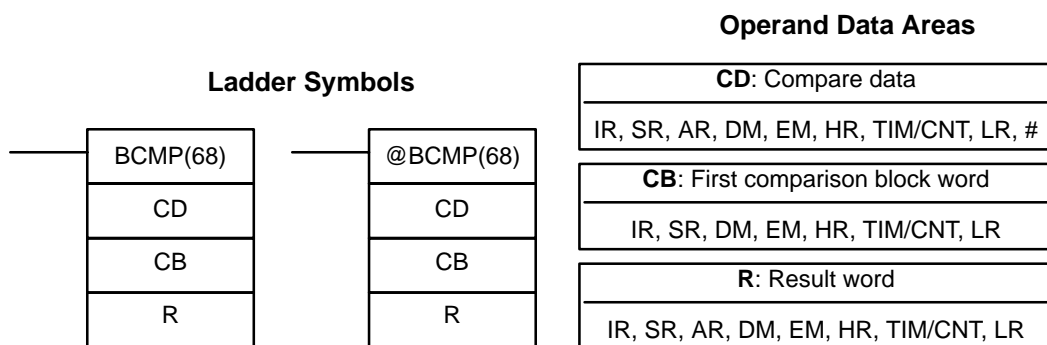 Ladder Symbols
BCMP(68)
CD
CB
R
@BCMP(68)
CD
CB
R
Operand Data Areas
CD: Compare data
IR, SR, AR, DM, EM, HR, TIM/CNT, LR, #
CB: First comparison block word
IR, SR, DM, EM, HR, TIM/CNT, LR
R: Result word
IR, SR, AR, DM, EM, HR, TIM/CNT, LR